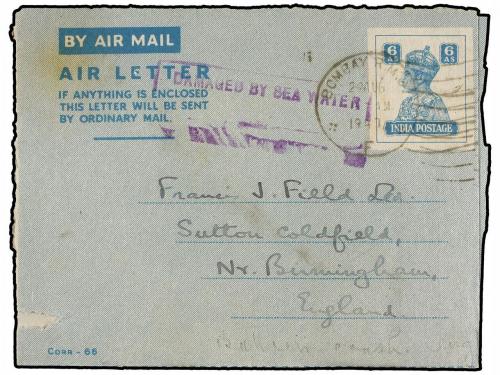 BY AIR MAIL
AIR LETTER
IF ANYTHING IS ENCLOSED
THIS LETTER WILL BE SENT
BY ORDINARY MAIL.
DAMAGED BY SEA WATER
BOMBAY
6 6
AS AS
INDIA POSTAGE
Francis J. Field Ltd.
Sutton Coldfield,
Nr. Birmingham,
England.
Bahrein crash
CORR - 66